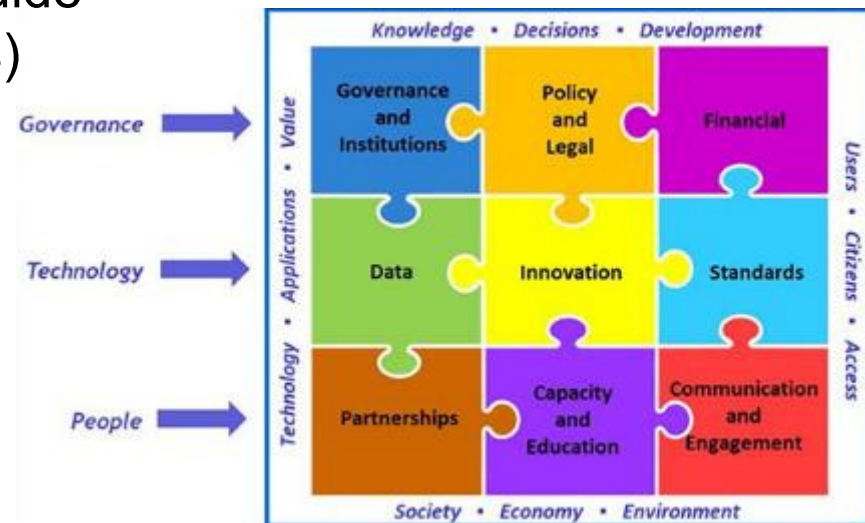 Knowledge • Decisions • Development
Governance
Governance
and
Institutions
Policy
and
Legal
Financial
Technology
Data
Innovation
Standards
People
Partnerships
Capacity
and
Education
Communication
and
Engagement
Technology • Applications • Value
Users • Citizens • Access
Society • Economy • Environment